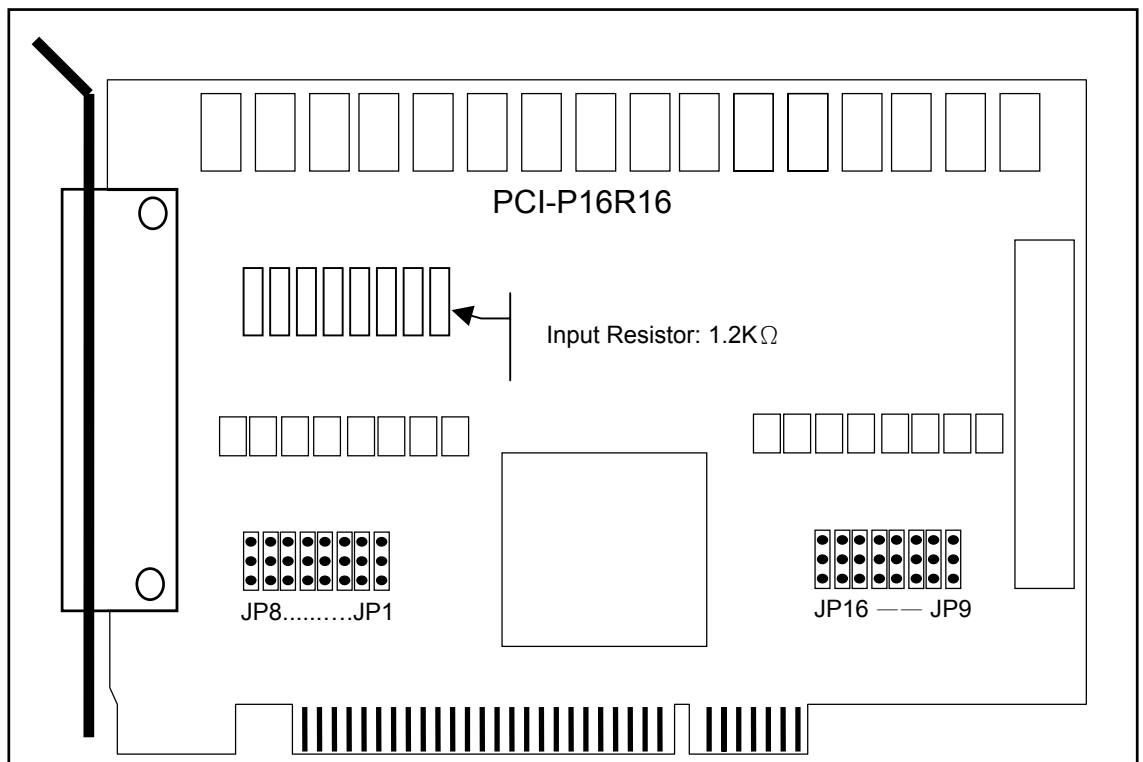 PCI-P16R16
Input Resistor: 1.2KΩ
JP8..........JP1
JP16 —— JP9